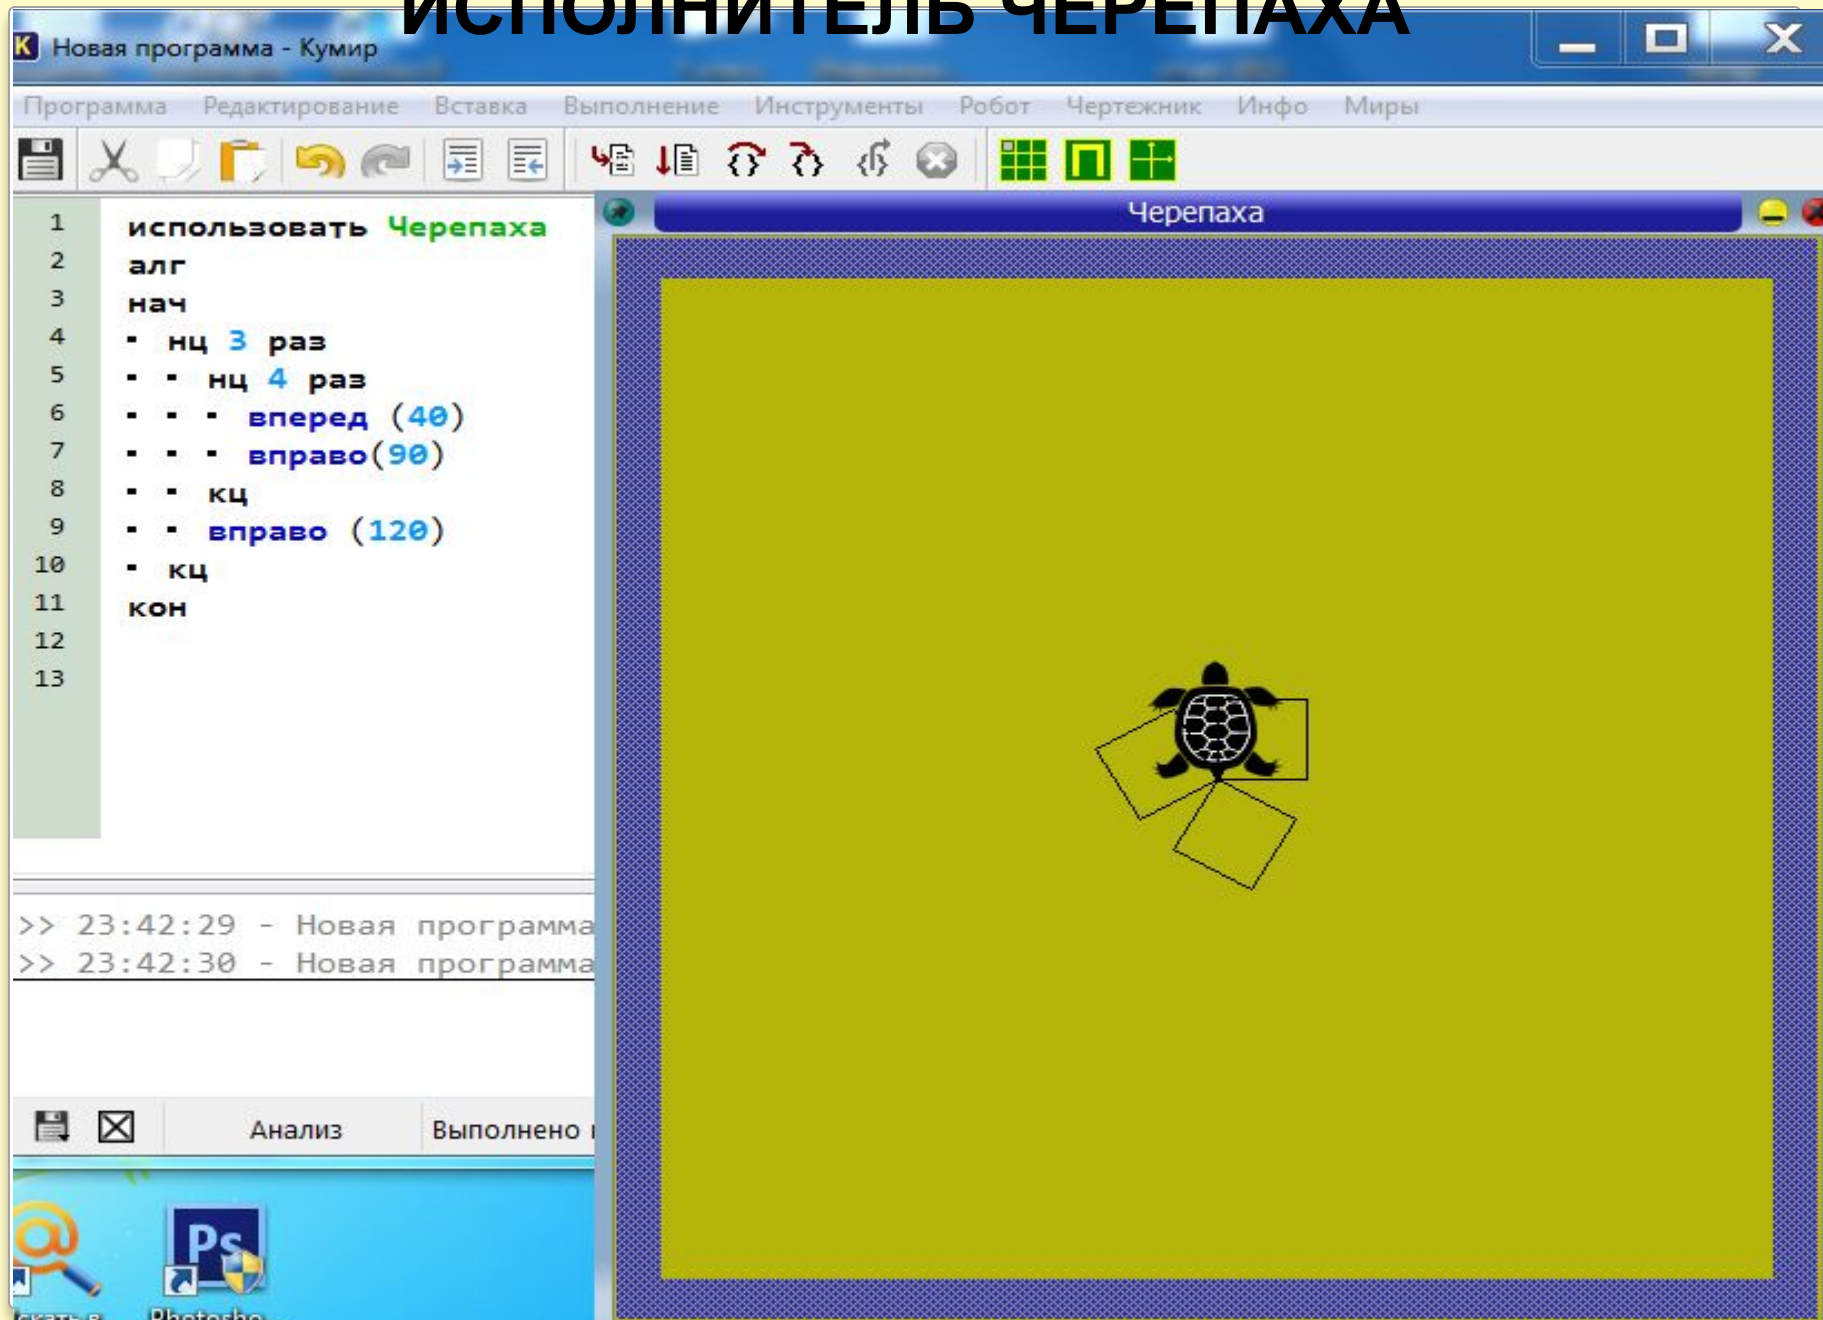 ИСПОЛНИТЕЛЬ ЧЕРЕПАХА
Новая программа - Кумир
Программа Редактирование Вставка Выполнение Инструменты Робот Чертежник Инфо Миры
Черепаха
1 использовать Черепаха
2 алг
3 нач
4 нц 3 раз
5 нц 4 раз
6 вперед (40)
7 вправо(90)
8 кц
9 вправо (120)
10 кц
11 кон
12
13
>> 23:42:29 - Новая программа
>> 23:42:30 - Новая программа
Анализ Выполнено
Ps